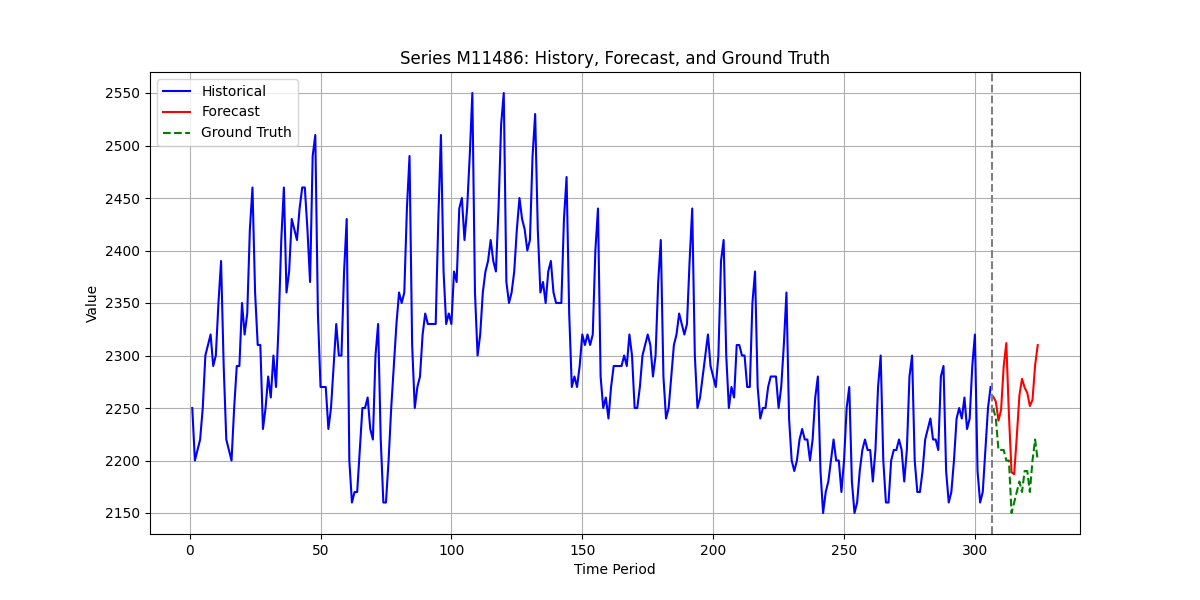 Series M11486: History, Forecast, and Ground Truth
Historical
Forecast
Ground Truth
Value
2550
2500
2450
2400
2350
2300
2250
2200
2150
0 50 100 150 200 250 300
Time Period